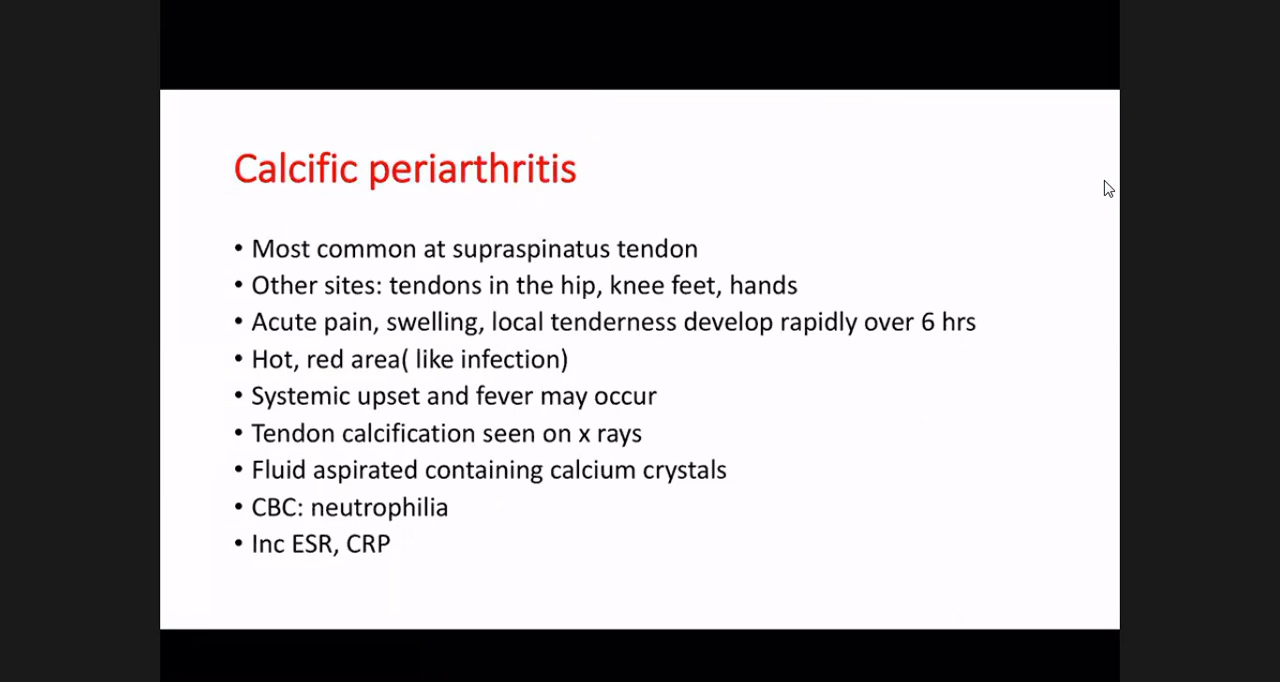 Calcific periarthritis
• Most common at supraspinatus tendon
• Other sites: tendons in the hip, knee feet, hands
• Acute pain, swelling, local tenderness develop rapidly over 6 hrs
• Hot, red area( like infection)
• Systemic upset and fever may occur
• Tendon calcification seen on x rays
• Fluid aspirated containing calcium crystals
• CBC: neutrophilia
• Inc ESR, CRP